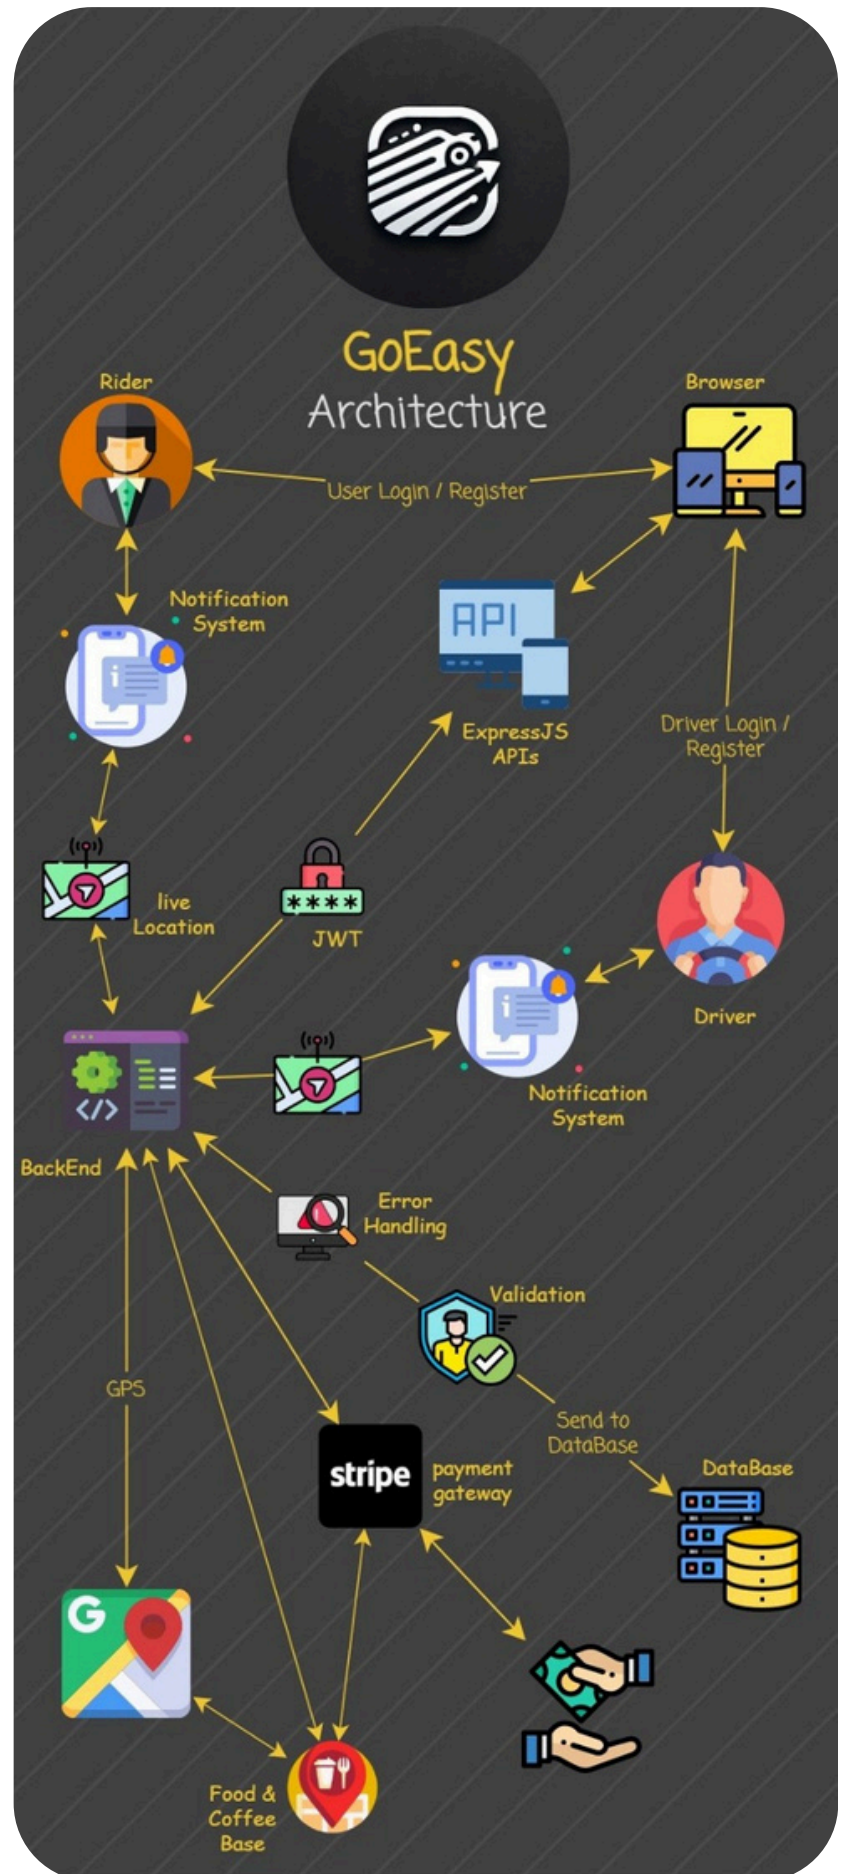 GoEasy
Architecture
Rider
Browser
User Login / Register
Notification
System
API
ExpressJS
APIs
Driver Login /
Register
live
Location
****
JWT
i
Driver
i
Notification
System
</>
BackEnd
Error
Handling
Validation
GPS
Send to
DataBase
stripe
payment
gateway
DataBase
G
Food &
Coffee
Base